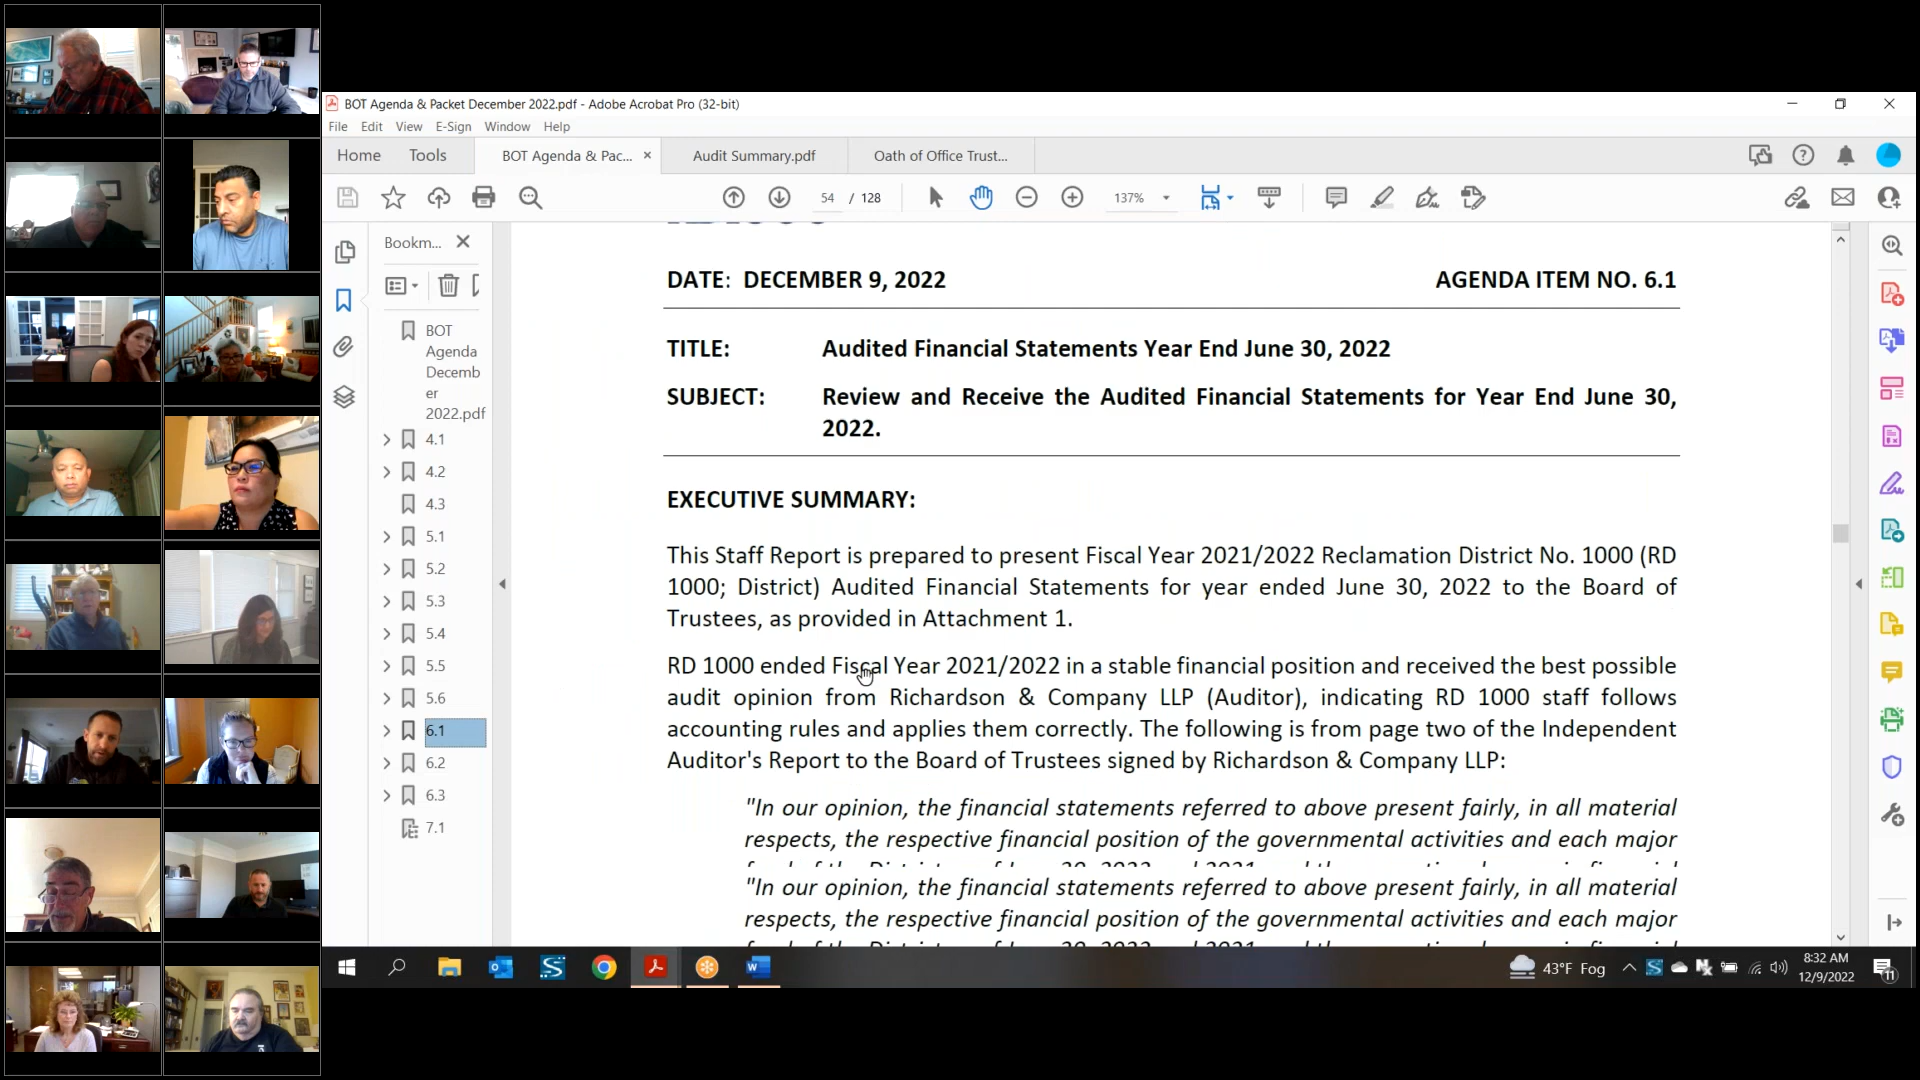 BOT Agenda & Packet December 2022.pdf - Adobe Acrobat Pro (32-bit)
File Edit View E-Sign Window Help
Home Tools BOT Agenda & Pac... Audit Summary.pdf Oath of Office Trust...
54 / 128 137%
Bookm...
BOT
Agenda
Decemb
er
2022.pdf
4.1
4.2
4.3
5.1
5.2
5.3
5.4
5.5
5.6
6.1
6.2
6.3
7.1
DATE: DECEMBER 9, 2022 AGENDA ITEM NO. 6.1
TITLE: Audited Financial Statements Year End June 30, 2022
SUBJECT: Review and Receive the Audited Financial Statements for Year End June 30,
2022.
EXECUTIVE SUMMARY:
This Staff Report is prepared to present Fiscal Year 2021/2022 Reclamation District No. 1000 (RD
1000; District) Audited Financial Statements for year ended June 30, 2022 to the Board of
Trustees, as provided in Attachment 1.
RD 1000 ended Fiscal Year 2021/2022 in a stable financial position and received the best possible
audit opinion from Richardson & Company LLP (Auditor), indicating RD 1000 staff follows
accounting rules and applies them correctly. The following is from page two of the Independent
Auditor's Report to the Board of Trustees signed by Richardson & Company LLP:
"In our opinion, the financial statements referred to above present fairly, in all material
respects, the respective financial position of the governmental activities and each major
"In our opinion, the financial statements referred to above present fairly, in all material
respects, the respective financial position of the governmental activities and each major
43°F Fog
8:32 AM
12/9/2022
11